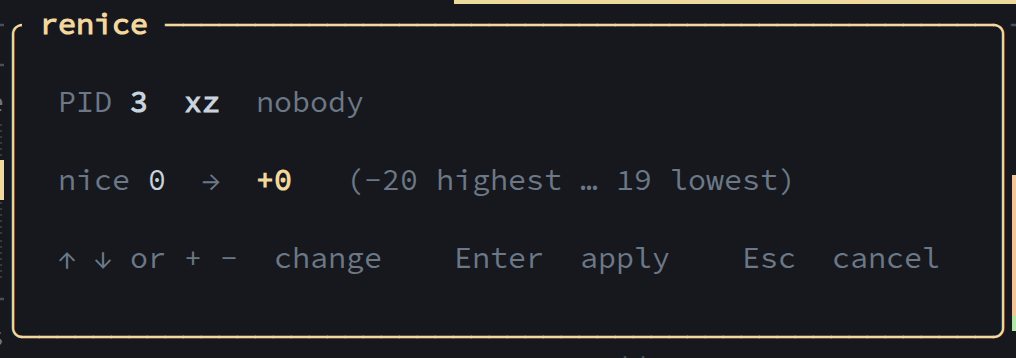 renice
PID 3 xz nobody
nice 0 → +0 (-20 highest … 19 lowest)
↑ ↓ or + - change Enter apply Esc cancel